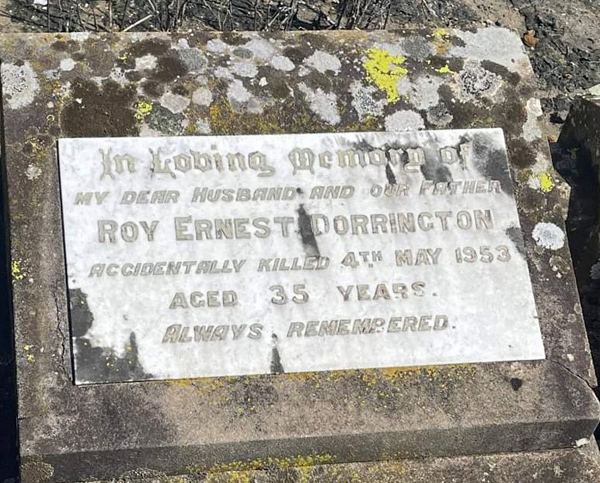 In Loving Memory of
MY DEAR HUSBAND AND OUR FATHER
ROY ERNEST DORRINGTON
ACCIDENTALLY KILLED 4TH MAY 1953
AGED 35 YEARS.
ALWAYS REMEMBERED.